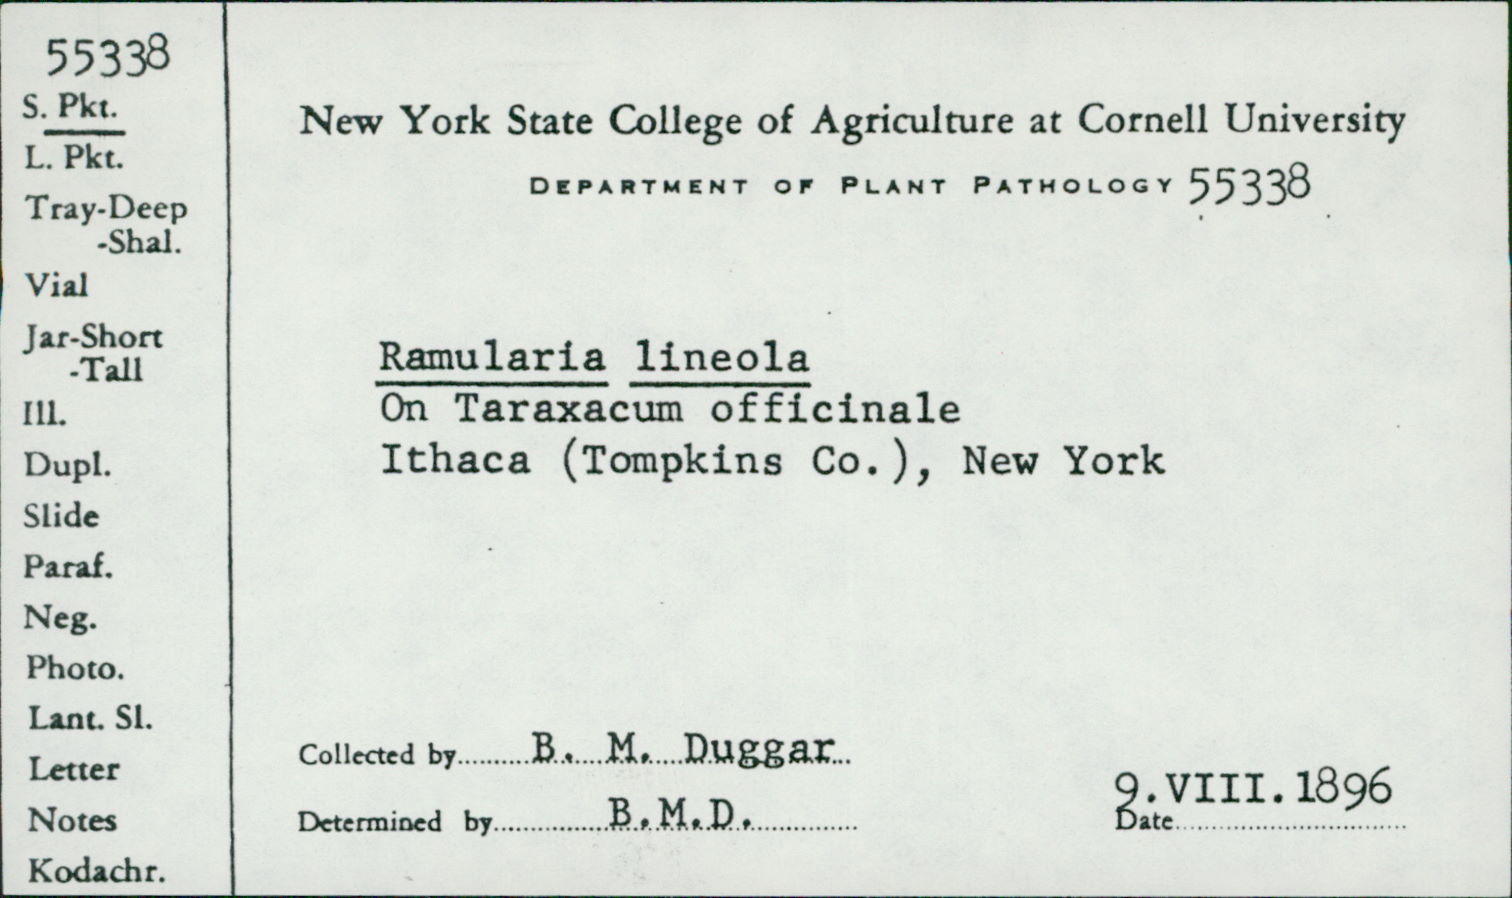 55338
S. Pkt.
L. Pkt.
Tray-Deep
-Shal.
Vial
Jar-Short
-Tall
Ill.
Dupl.
Slide
Paraf.
Neg.
Photo.
Lant. Sl.
Letter
Notes
Kodachr.
New York State College of Agriculture at Cornell University
DEPARTMENT OF PLANT PATHOLOGY 55338
Ramularia lineola
On Taraxacum officinale
Ithaca (Tompkins Co.), New York
Collected by B. M. Duggar
Determined by B.M.D.
9.VIII.1896
Date